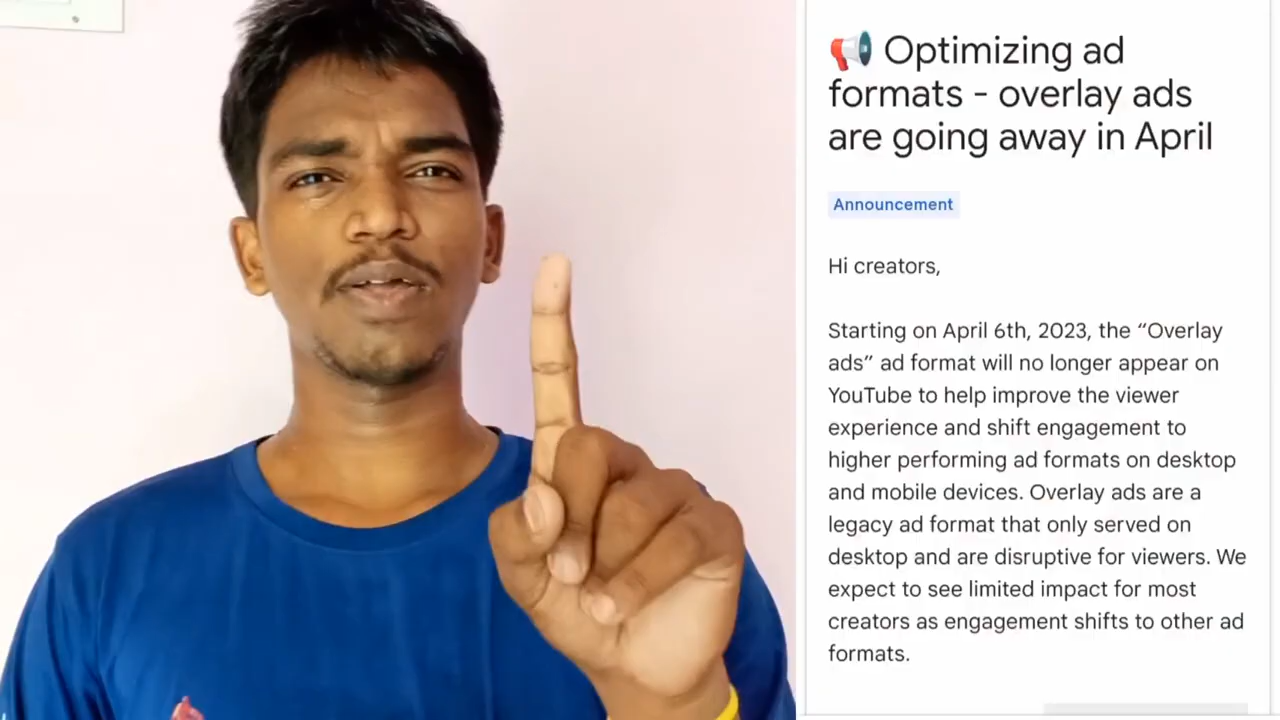 📢 Optimizing ad
formats - overlay ads
are going away in April
Announcement
Hi creators,
Starting on April 6th, 2023, the “Overlay
ads” ad format will no longer appear on
YouTube to help improve the viewer
experience and shift engagement to
higher performing ad formats on desktop
and mobile devices. Overlay ads are a
legacy ad format that only served on
desktop and are disruptive for viewers. We
expect to see limited impact for most
creators as engagement shifts to other ad
formats.